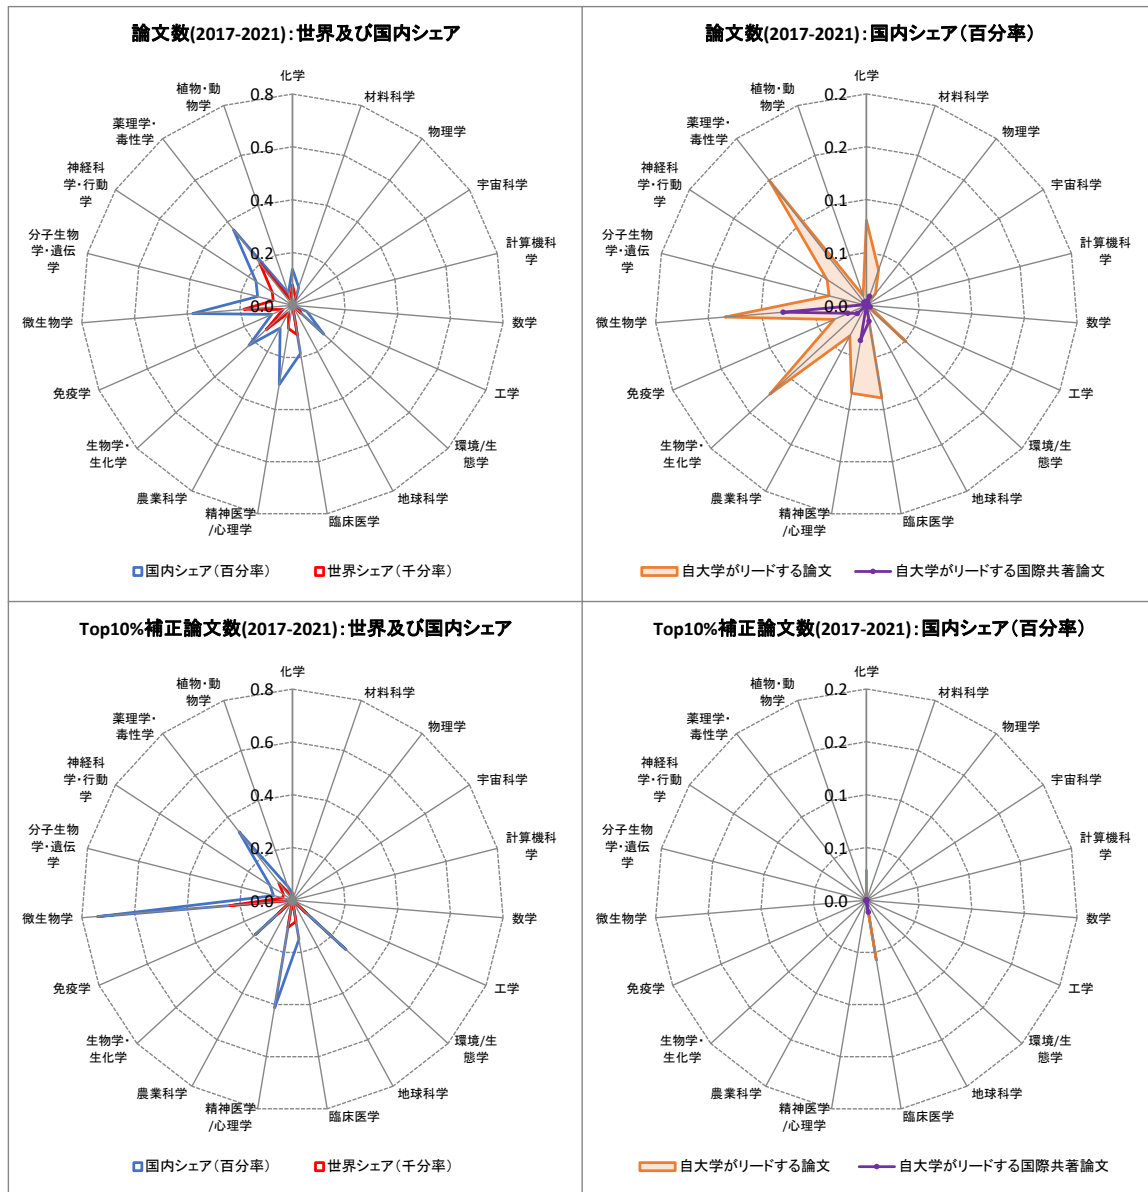 論文数(2017-2021):世界及び国内シェア
化学
材料科学
物理学
宇宙科学
計算機科
学
数学
工学
環境/生
態学
地球科学
臨床医学
精神医学
/心理学
農業科学
生物学・
生化学
免疫学
微生物学
分子生物
学・遺伝
学
神経科
学・行動
学
薬理学・
毒性学
植物・動
物学
0.8
0.6
0.4
0.2
0.0
国内シェア(百分率)
世界シェア(千分率)
論文数(2017-2021):国内シェア(百分率)
化学
材料科学
物理学
宇宙科学
計算機科
学
数学
工学
環境/生
態学
地球科学
臨床医学
精神医学
/心理学
農業科学
生物学・
生化学
免疫学
微生物学
分子生物
学・遺伝
学
神経科
学・行動
学
薬理学・
毒性学
植物・動
物学
0.2
0.2
0.1
0.1
0.0
自大学がリードする論文
自大学がリードする国際共著論文
Top10%補正論文数(2017-2021):世界及び国内シェア
化学
材料科学
物理学
宇宙科学
計算機科
学
数学
工学
環境/生
態学
地球科学
臨床医学
精神医学
/心理学
農業科学
生物学・
生化学
免疫学
微生物学
分子生物
学・遺伝
学
神経科
学・行動
学
薬理学・
毒性学
植物・動
物学
0.8
0.6
0.4
0.2
0.0
国内シェア(百分率)
世界シェア(千分率)
Top10%補正論文数(2017-2021):国内シェア(百分率)
化学
材料科学
物理学
宇宙科学
計算機科
学
数学
工学
環境/生
態学
地球科学
臨床医学
精神医学
/心理学
農業科学
生物学・
生化学
免疫学
微生物学
分子生物
学・遺伝
学
神経科
学・行動
学
薬理学・
毒性学
植物・動
物学
0.2
0.2
0.1
0.1
0.0
自大学がリードする論文
自大学がリードする国際共著論文